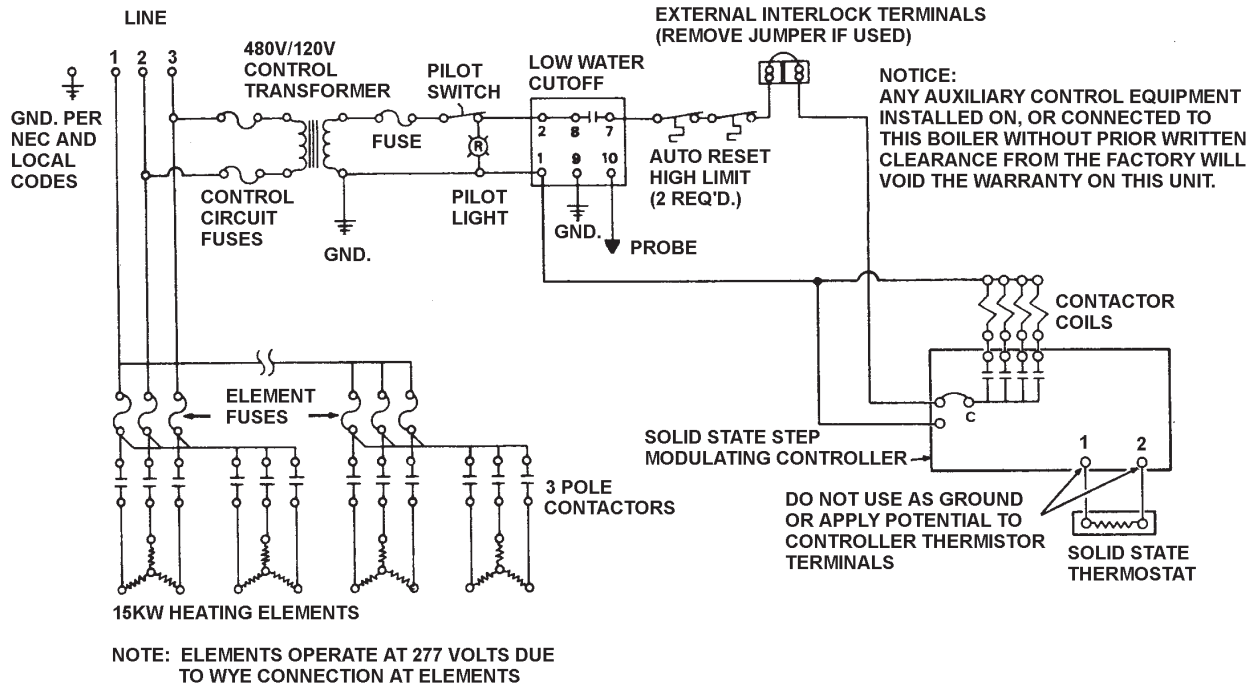 LINE
1 2 3
GND. PER
NEC AND
LOCAL
CODES
480V/120V
CONTROL
TRANSFORMER
CONTROL
CIRCUIT
FUSES
FUSE
GND.
PILOT
SWITCH
R
PILOT
LIGHT
LOW WATER
CUTOFF
2 8 7
1 9 10
GND.
PROBE
EXTERNAL INTERLOCK TERMINALS
(REMOVE JUMPER IF USED)
AUTO RESET
HIGH LIMIT
(2 REQ'D.)
NOTICE:
ANY AUXILIARY CONTROL EQUIPMENT
INSTALLED ON, OR CONNECTED TO
THIS BOILER WITHOUT PRIOR WRITTEN
CLEARANCE FROM THE FACTORY WILL
VOID THE WARRANTY ON THIS UNIT.
CONTACTOR
COILS
C
1 2
SOLID STATE STEP
MODULATING CONTROLLER
DO NOT USE AS GROUND
OR APPLY POTENTIAL TO
CONTROLLER THERMISTOR
TERMINALS
SOLID STATE
THERMOSTAT
ELEMENT
FUSES
3 POLE
CONTACTORS
15KW HEATING ELEMENTS
NOTE: ELEMENTS OPERATE AT 277 VOLTS DUE
TO WYE CONNECTION AT ELEMENTS